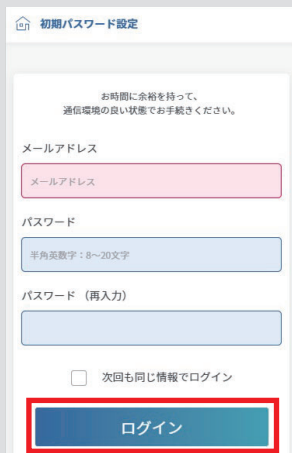 初期パスワード設定
お時間に余裕を持って、
通信環境の良い状態でお手続きください。
メールアドレス
メールアドレス
パスワード
半角英数字：8～20文字
パスワード （再入力）
次回も同じ情報でログイン
ログイン